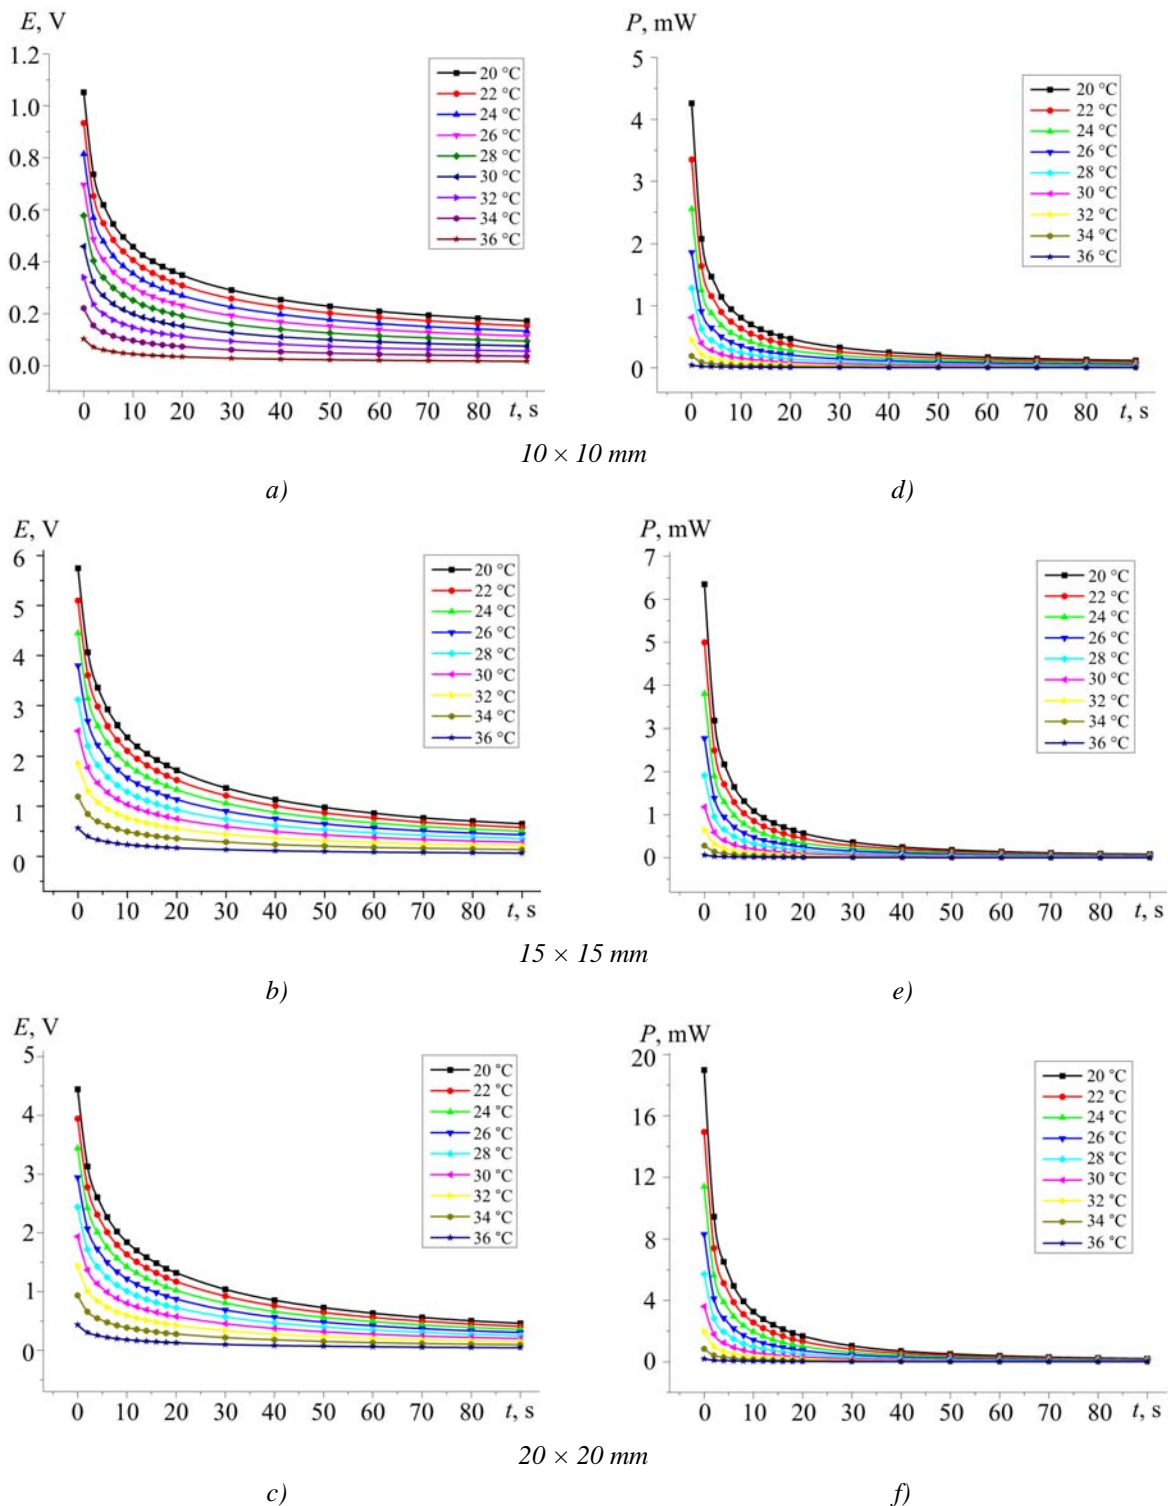 E, V
1.2
1.0
0.8
0.6
0.4
0.2
0.0
20 °C
22 °C
24 °C
26 °C
28 °C
30 °C
32 °C
34 °C
36 °C
0 10 20 30 40 50 60 70 80 t, s
P, mW
5
4
3
2
1
0
20 °C
22 °C
24 °C
26 °C
28 °C
30 °C
32 °C
34 °C
36 °C
0 10 20 30 40 50 60 70 80 t, s
10 × 10 mm
a)
d)
E, V
6
5
4
3
2
1
0
20 °C
22 °C
24 °C
26 °C
28 °C
30 °C
32 °C
34 °C
36 °C
0 10 20 30 40 50 60 70 80 t, s
P, mW
7
6
5
4
3
2
1
0
20 °C
22 °C
24 °C
26 °C
28 °C
30 °C
32 °C
34 °C
36 °C
0 10 20 30 40 50 60 70 80 t, s
15 × 15 mm
b)
e)
E, V
5
4
3
2
1
0
20 °C
22 °C
24 °C
26 °C
28 °C
30 °C
32 °C
34 °C
36 °C
0 10 20 30 40 50 60 70 80 t, s
P, mW
20
16
12
8
4
0
20 °C
22 °C
24 °C
26 °C
28 °C
30 °C
32 °C
34 °C
36 °C
0 10 20 30 40 50 60 70 80 t, s
20 × 20 mm
c)
f)